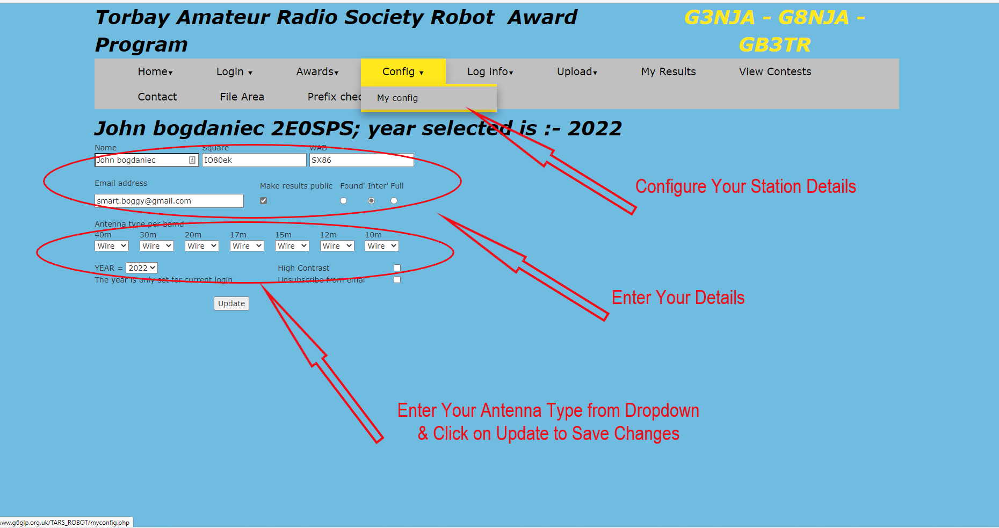 Torbay Amateur Radio Society Robot Award
Program
G3NJA - G8NJA -
GB3TR
Home▾ Login ▾ Awards▾ Config ▾ Log info▾ Upload▾ My Results View Contests
Contact File Area Prefix chec
My config
John bogdaniec 2E0SPS; year selected is :- 2022
Name Square WAB
John bogdaniec IO80ek SX86
Configure Your Station Details
Email address
Make results public Found' Inter' Full
smart.boggy@gmail.com
Antenna type per bamd
40m 30m 20m 17m 15m 12m 10m
Wire Wire Wire Wire Wire Wire Wire
YEAR = 2022 High Contrast
The year is only set for current login Unsubscribe from emal
Update
Enter Your Details
Enter Your Antenna Type from Dropdown
& Click on Update to Save Changes
www.g6glp.org.uk/TARS_ROBOT/myconfig.php